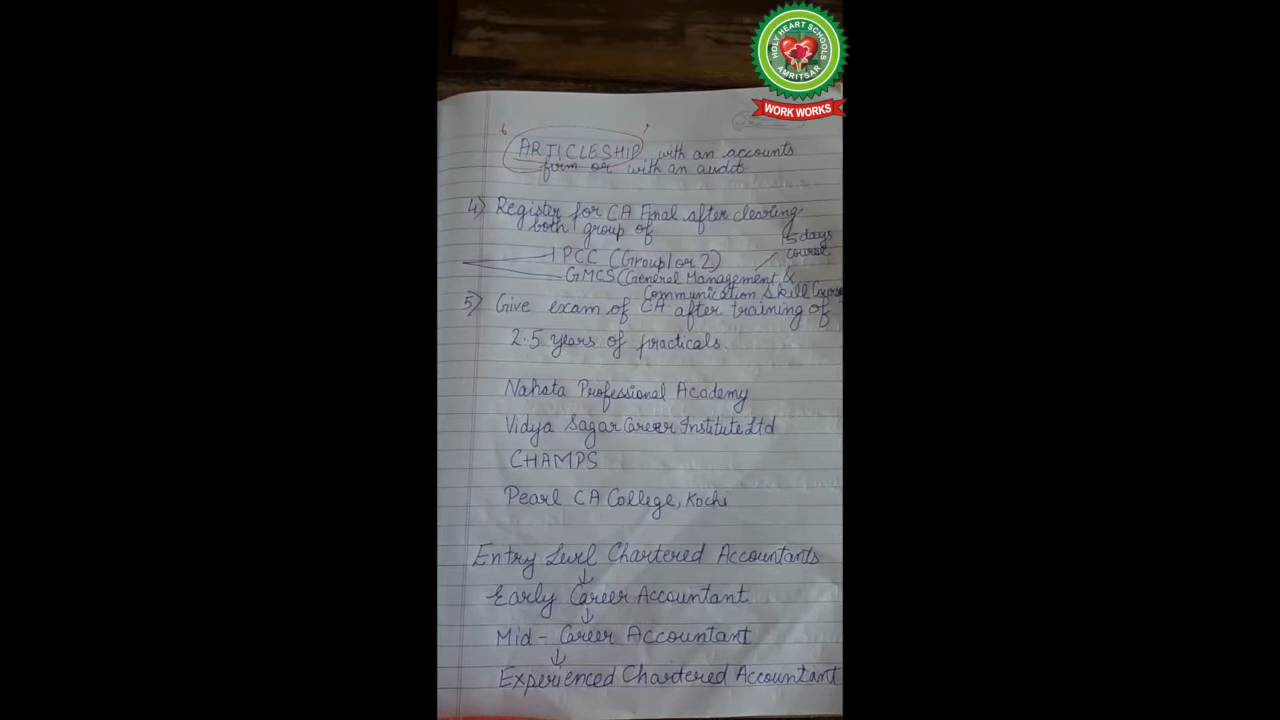 HOLY HEART SCHOOLS
AMRITSAR
WORK WORKS
ARTICLESHIP with an accounts
firm or with an audit
4) Register for CA Final after clearing
both group of
15 days
course
IPCC (Group 1 or 2)
GMCS (General Management &
Communication Skill Course
5) Give exam of CA after training of
2.5 years of practicals.
Nahata Professional Academy
Vidya Sagar Career Institute Ltd
CHAMPS
Pearl CA College, Kochi
Entry Level Chartered Accountants
↓
Early Career Accountant
↓
Mid - Career Accountant
↓
Experienced Chartered Accountant